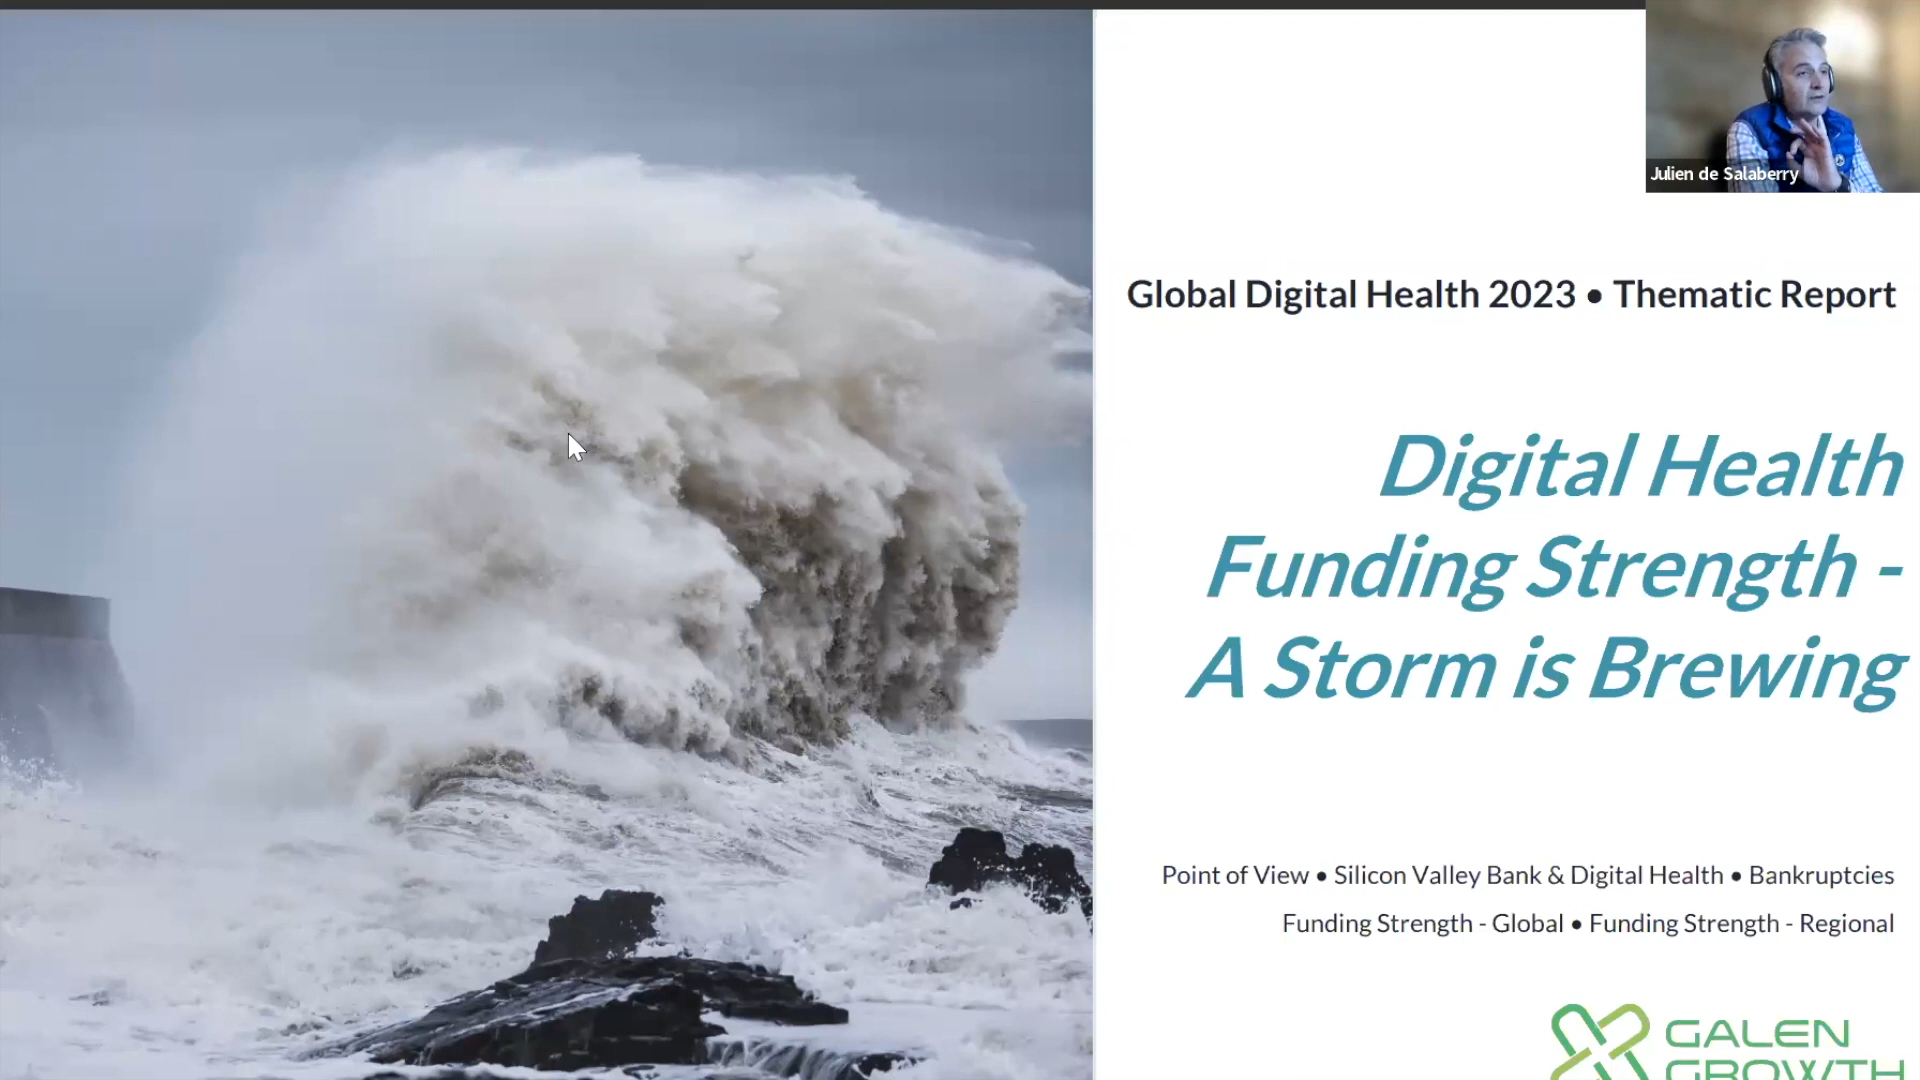 Julien de Salaberry
Global Digital Health 2023 • Thematic Report
Digital Health
Funding Strength -
A Storm is Brewing
Point of View • Silicon Valley Bank & Digital Health • Bankruptcies
Funding Strength - Global • Funding Strength - Regional
GALEN
GROWTH